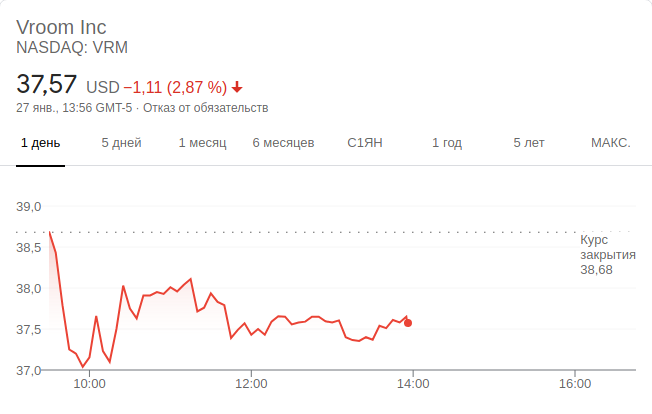 Vroom Inc
NASDAQ: VRM
37,57 USD −1,11 (2,87 %)
27 янв., 13:56 GMT-5 · Отказ от обязательств
1 день 5 дней 1 месяц 6 месяцев С1ЯН 1 год 5 лет МАКС.
39,0
38,5
38,0
37,5
37,0
Курс
закрытия
38,68
10:00 12:00 14:00 16:00